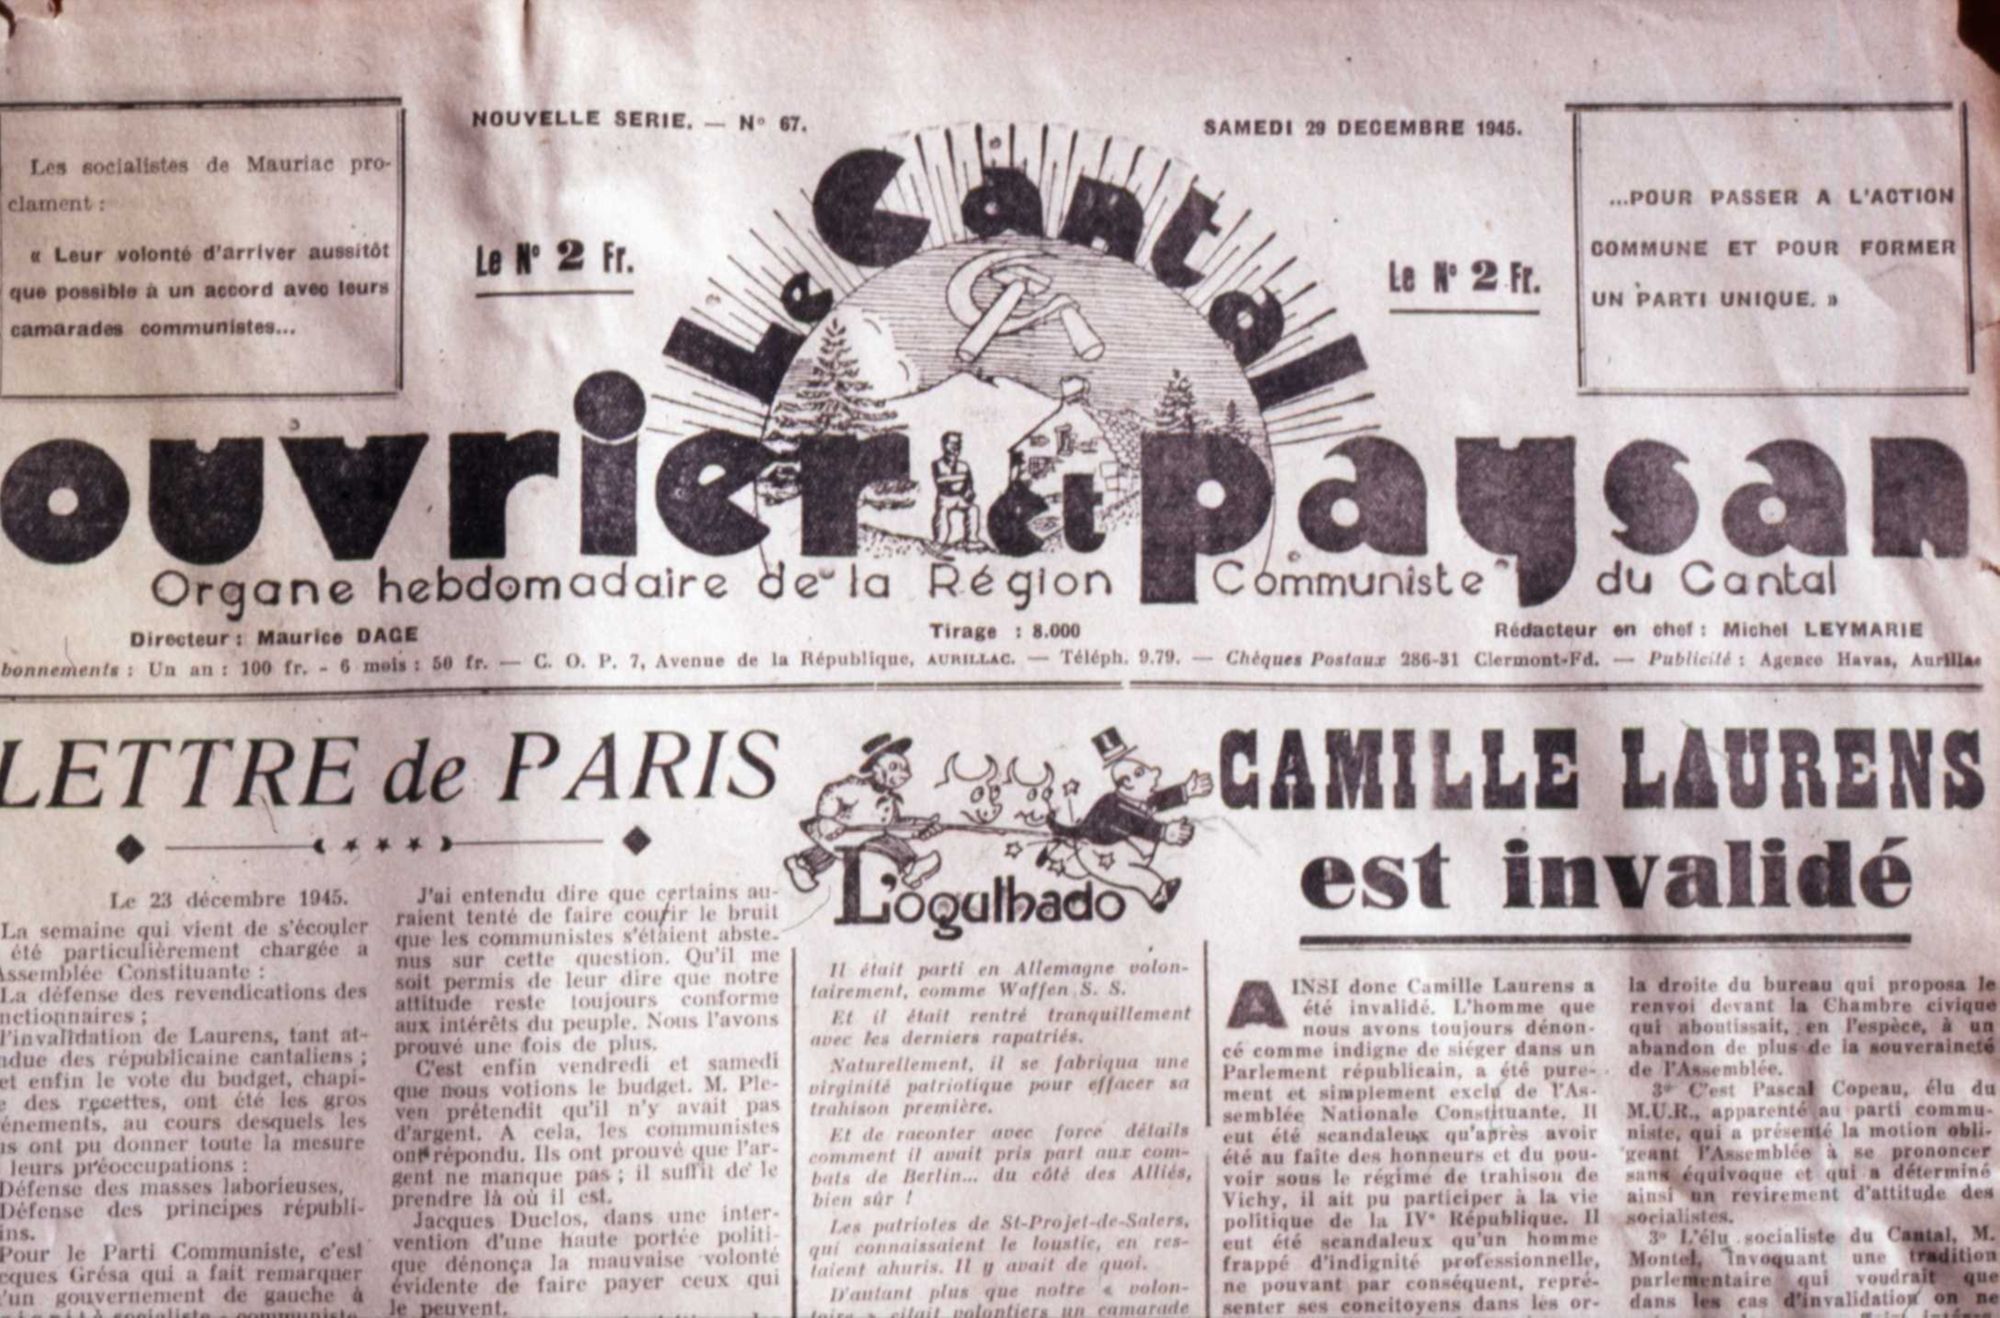 NOUVELLE SERIE. — N° 67.
SAMEDI 29 DECEMBRE 1945.
Les socialistes de Mauriac pro-
clament :
« Leur volonté d'arriver aussitôt
que possible à un accord avec leurs
camarades communistes...
Le N° 2 Fr.
Le Cantal
Le N° 2 Fr.
...POUR PASSER A L'ACTION
COMMUNE ET POUR FORMER
UN PARTI UNIQUE. »
ouvrier et paysan
Organe hebdomadaire de la Région Communiste du Cantal
Directeur : Maurice DAGE
Tirage : 8.000
Rédacteur en chef : Michel LEYMARIE
bonnements : Un an : 100 fr. - 6 mois : 50 fr. — C. O. P. 7, Avenue de la République, AURILLAC. — Téléph. 9.79. — Chèques Postaux 286-31 Clermont-Fd. — Publicité : Agence Havas, Aurillac
LETTRE de PARIS
Le 23 décembre 1945.
La semaine qui vient de s'écouler
été particulièrement chargée a
Assemblée Constituante :
La défense des revendications des
nctionnaires ;
l'invalidation de Laurens, tant at-
ndue des républicains cantaliens ;
et enfin le vote du budget, chapi-
e des recettes, ont été les gros
énements, au cours desquels les
us ont pu donner toute la mesure
leurs préoccupations :
Défense des masses laborieuses,
Défense des principes républi-
ins.
Pour le Parti Communiste, c'est
cques Grésa qui a fait remarquer
'un gouvernement de gauche à
socialiste - communiste
J'ai entendu dire que certains au-
raient tenté de faire courir le bruit
que les communistes s'étaient abste-
nus sur cette question. Qu'il me
soit permis de leur dire que notre
attitude reste toujours conforme
aux intérêts du peuple. Nous l'avons
prouvé une fois de plus.
C'est enfin vendredi et samedi
que nous votions le budget. M. Ple-
ven prétendit qu'il n'y avait pas
d'argent. A cela, les communistes
ont répondu. Ils ont prouvé que l'ar-
gent ne manque pas ; il suffit de le
prendre là où il est.
Jacques Duclos, dans une inter-
vention d'une haute portée politi-
que dénonça la mauvaise volonté
évidente de faire payer ceux qui
le peuvent.
L'ogulhado
Il était parti en Allemagne volon-
tairement, comme Waffen S. S.
Et il était rentré tranquillement
avec les derniers rapatriés.
Naturellement, il se fabriqua une
virginité patriotique pour effacer sa
trahison première.
Et de raconter avec force détails
comment il avait pris part aux com-
bats de Berlin... du côté des Alliés,
bien sûr !
Les patriotes de St-Projet-de-Salers,
qui connaissaient le loustic, en res-
taient ahuris. Il y avait de quoi.
D'autant plus que notre « volon-
taire » citait volontiers un camarade
CAMILLE LAURENS
est invalidé
AINSI donc Camille Laurens a
été invalidé. L'homme que
nous avons toujours dénon-
cé comme indigne de siéger dans un
Parlement républicain, a été pure-
ment et simplement exclu de l'As-
semblée Nationale Constituante. Il
eut été scandaleux qu'après avoir
été au faîte des honneurs et du pou-
voir sous le régime de trahison de
Vichy, il ait pu participer à la vie
politique de la IVe République. Il
eut été scandaleux qu'un homme
frappé d'indignité professionnelle,
ne pouvant par conséquent, repré-
senter ses concitoyens dans les or-
la droite du bureau qui proposa le
renvoi devant la Chambre civique
qui aboutissait, en l'espèce, à un
abandon de plus de la souveraineté
de l'Assemblée.
3° C'est Pascal Copeau, élu du
M.U.R., apparenté au parti commu-
niste, qui a présenté la motion obli-
geant l'Assemblée à se prononcer
sans équivoque et qui a déterminé
ainsi un revirement d'attitude des
socialistes.
3° L'élu socialiste du Cantal, M.
Montel, invoquant une tradition
parlementaire qui voudrait que
dans les cas d'invalidation on ne